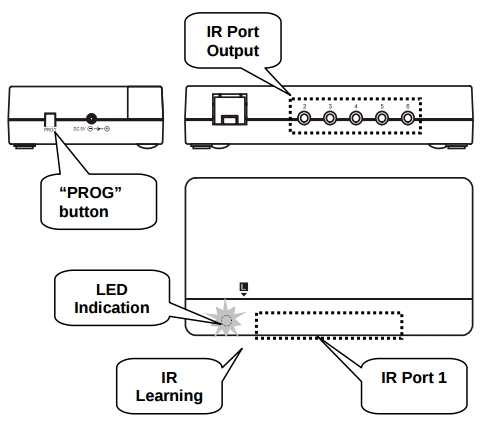 IR Port
Output
2 3 4 5 6
PROG
DC 5V
“PROG”
button
LED
Indication
IR
Learning
IR Port 1